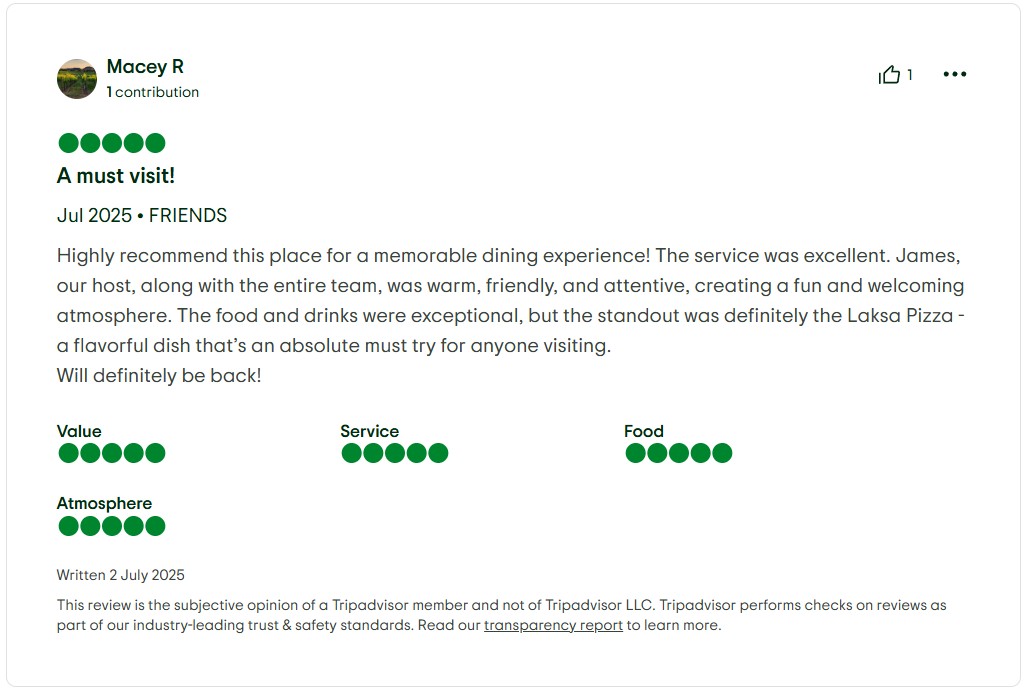 Macey R
1 contribution
1
A must visit!
Jul 2025 • FRIENDS
Highly recommend this place for a memorable dining experience! The service was excellent. James,
our host, along with the entire team, was warm, friendly, and attentive, creating a fun and welcoming
atmosphere. The food and drinks were exceptional, but the standout was definitely the Laksa Pizza -
a flavorful dish that’s an absolute must try for anyone visiting.
Will definitely be back!
Value Service Food
Atmosphere
Written 2 July 2025
This review is the subjective opinion of a Tripadvisor member and not of Tripadvisor LLC. Tripadvisor performs checks on reviews as
part of our industry-leading trust & safety standards. Read our transparency report to learn more.